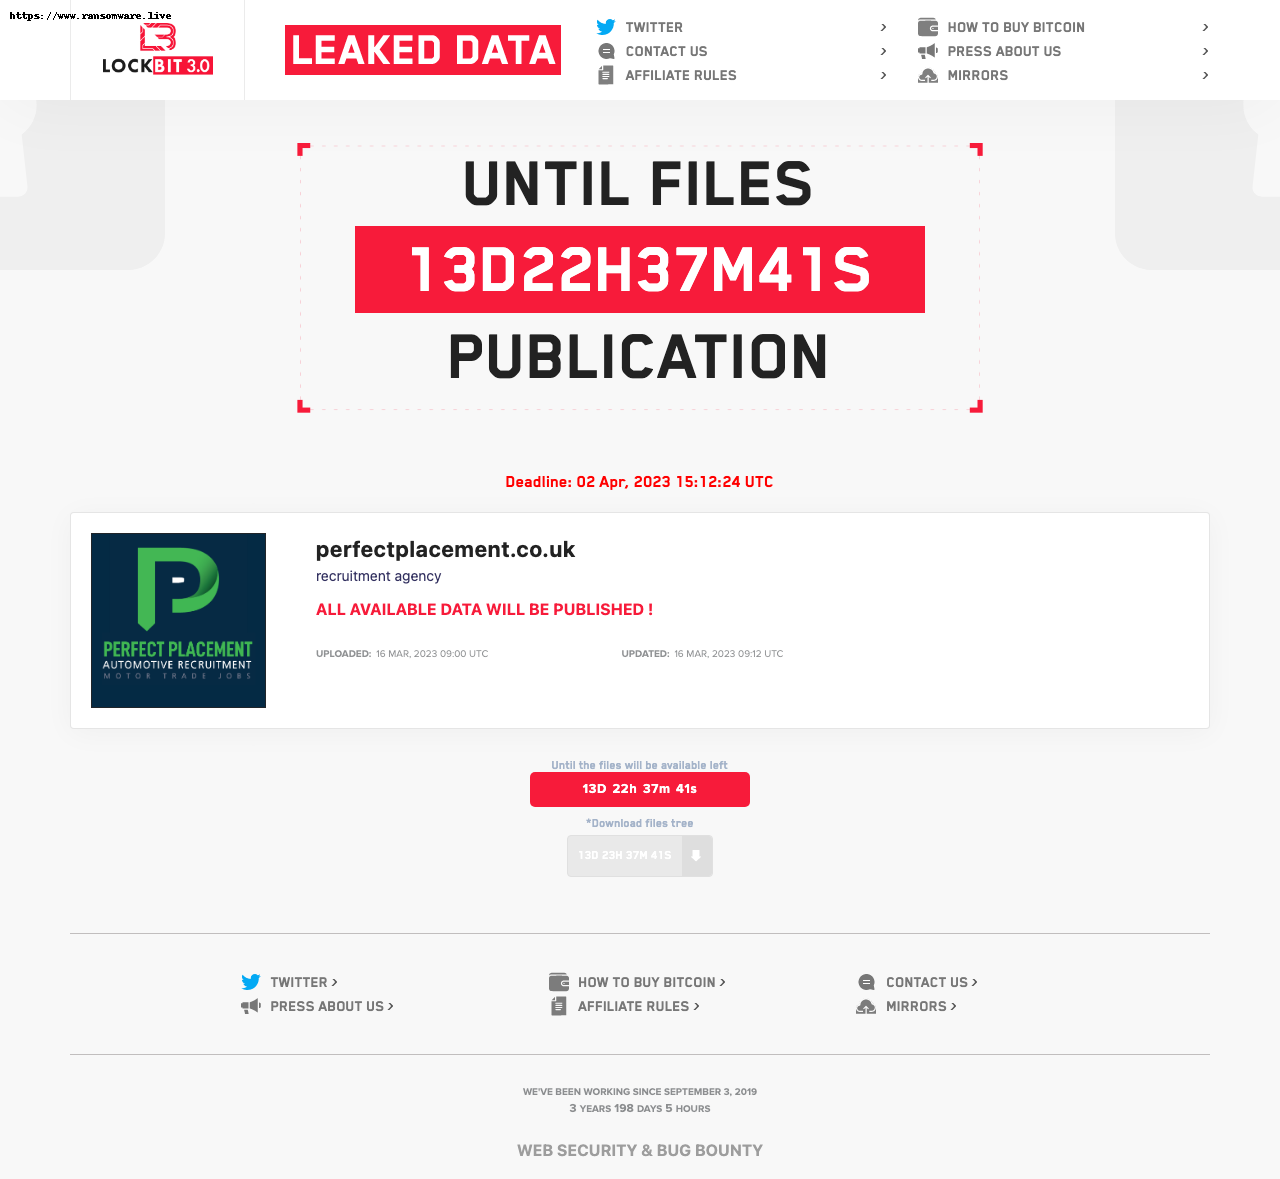 https://www.ransomware.live
LOCKBIT 3.0
LEAKED DATA
TWITTER
CONTACT US
AFFILIATE RULES
HOW TO BUY BITCOIN
PRESS ABOUT US
MIRRORS
UNTIL FILES
13D22H37M41S
PUBLICATION
Deadline: 02 Apr, 2023 15:12:24 UTC
PERFECT PLACEMENT
AUTOMOTIVE RECRUITMENT
MOTOR TRADE JOBS
perfectplacement.co.uk
recruitment agency
ALL AVAILABLE DATA WILL BE PUBLISHED !
UPLOADED: 16 MAR, 2023 09:00 UTC
UPDATED: 16 MAR, 2023 09:12 UTC
Until the files will be available left
13D 22h 37m 41s
*Download files tree
13D 23H 37M 41S
TWITTER
HOW TO BUY BITCOIN
CONTACT US
PRESS ABOUT US
AFFILIATE RULES
MIRRORS
WE'VE BEEN WORKING SINCE SEPTEMBER 3, 2019
3 YEARS 198 DAYS 5 HOURS
WEB SECURITY & BUG BOUNTY